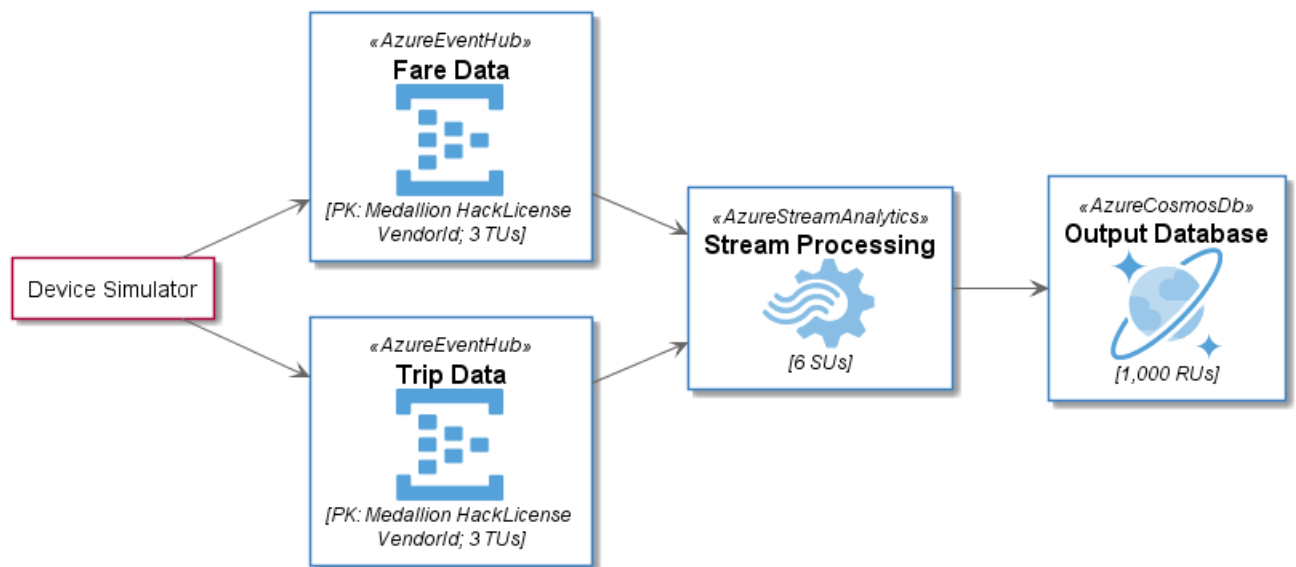 Device Simulator
«AzureEventHub»
Fare Data
[PK: Medallion HackLicense
VendorId; 3 TUs]
«AzureEventHub»
Trip Data
[PK: Medallion HackLicense
VendorId; 3 TUs]
«AzureStreamAnalytics»
Stream Processing
[6 SUs]
«AzureCosmosDb»
Output Database
[1,000 RUs]